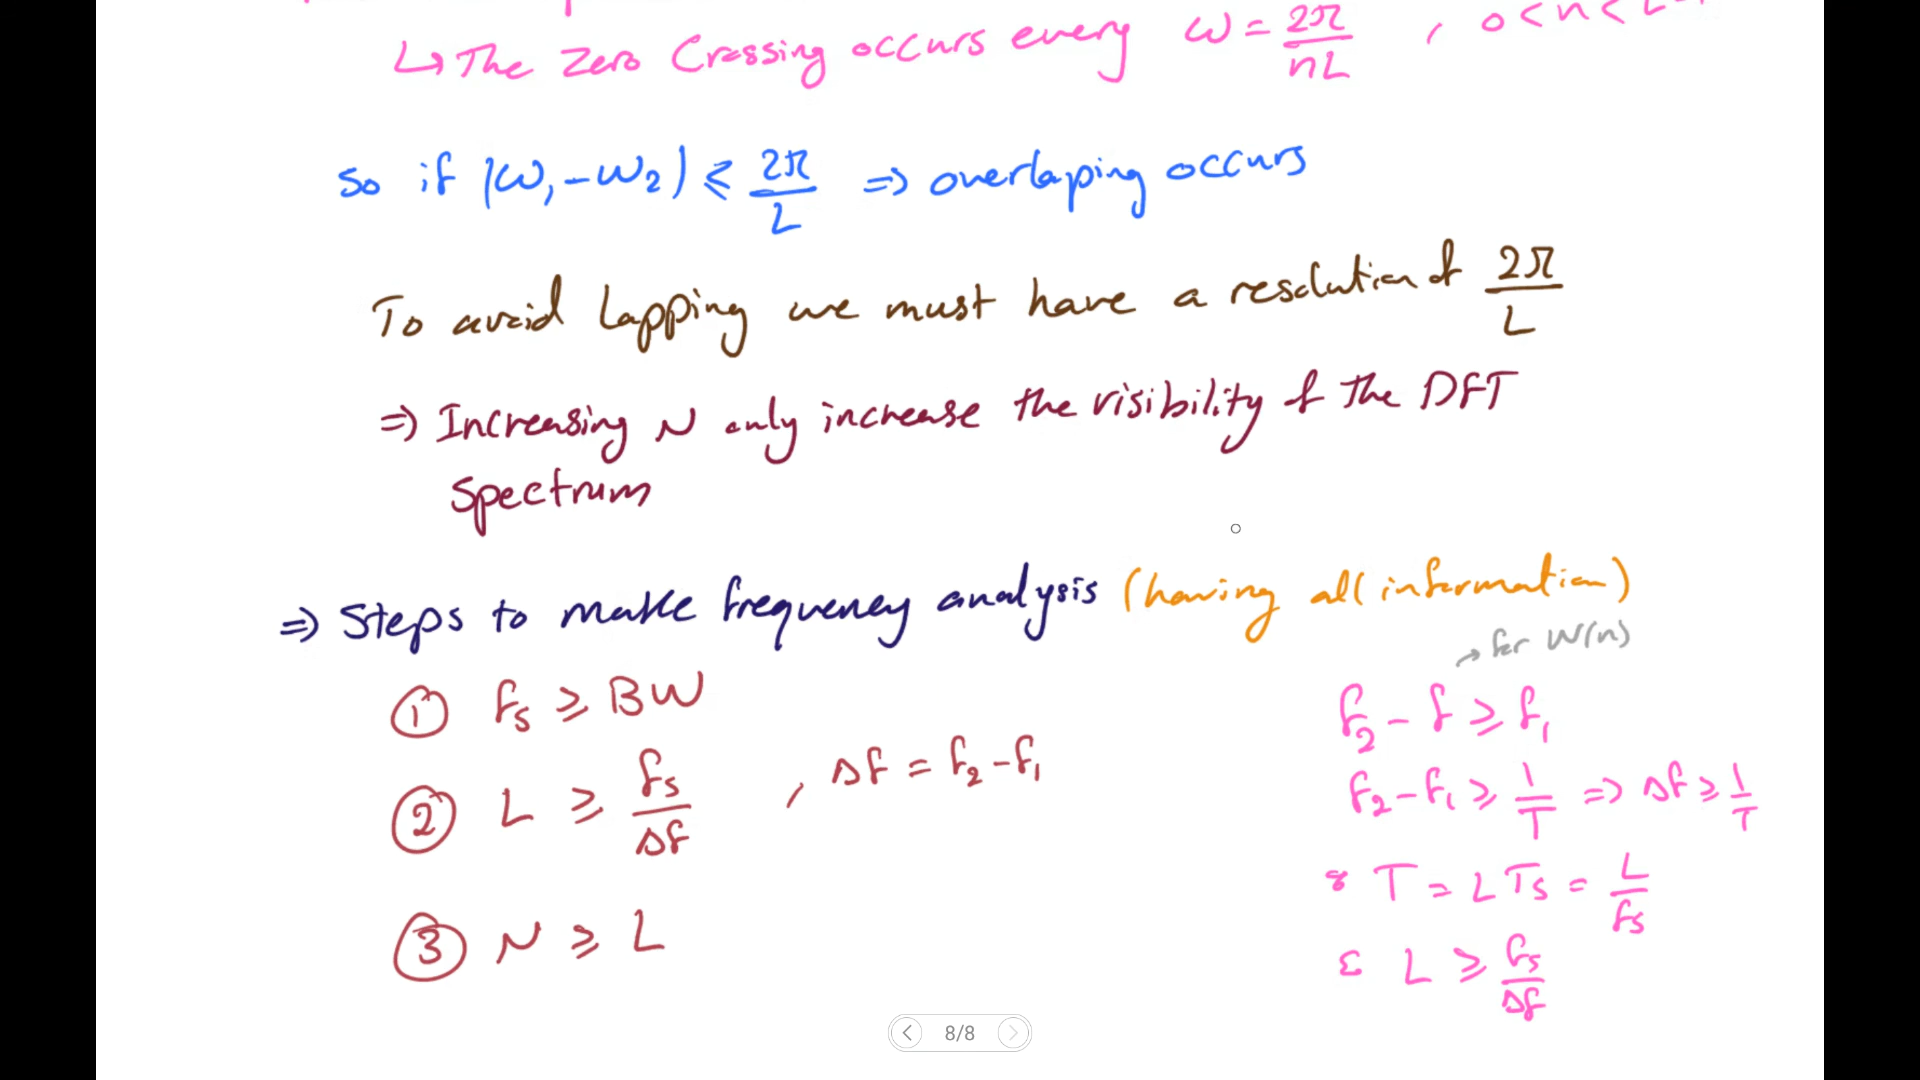 ↳ The zero Crossing occurs every ω = 2π/nL , 0<n<L
so if |ω₁-ω₂| ≤ 2π/L => overlaping occurs
To avoid Lapping we must have a resolution of 2π/L
=> Increasing N only increase the visibility of the DFT
Spectrum
=> Steps to make frequency analysis (having all information)
→ for W(n)
① fs ≥ BW
f₂ - f ≥ f₁
② L ≥ fs/Δf , Δf = f₂-f₁
f₂-f₁ ≥ 1/T => Δf ≥ 1/T
T = LTs = L/fs
③ N ≥ L
ε L ≥ fs/Δf
8/8